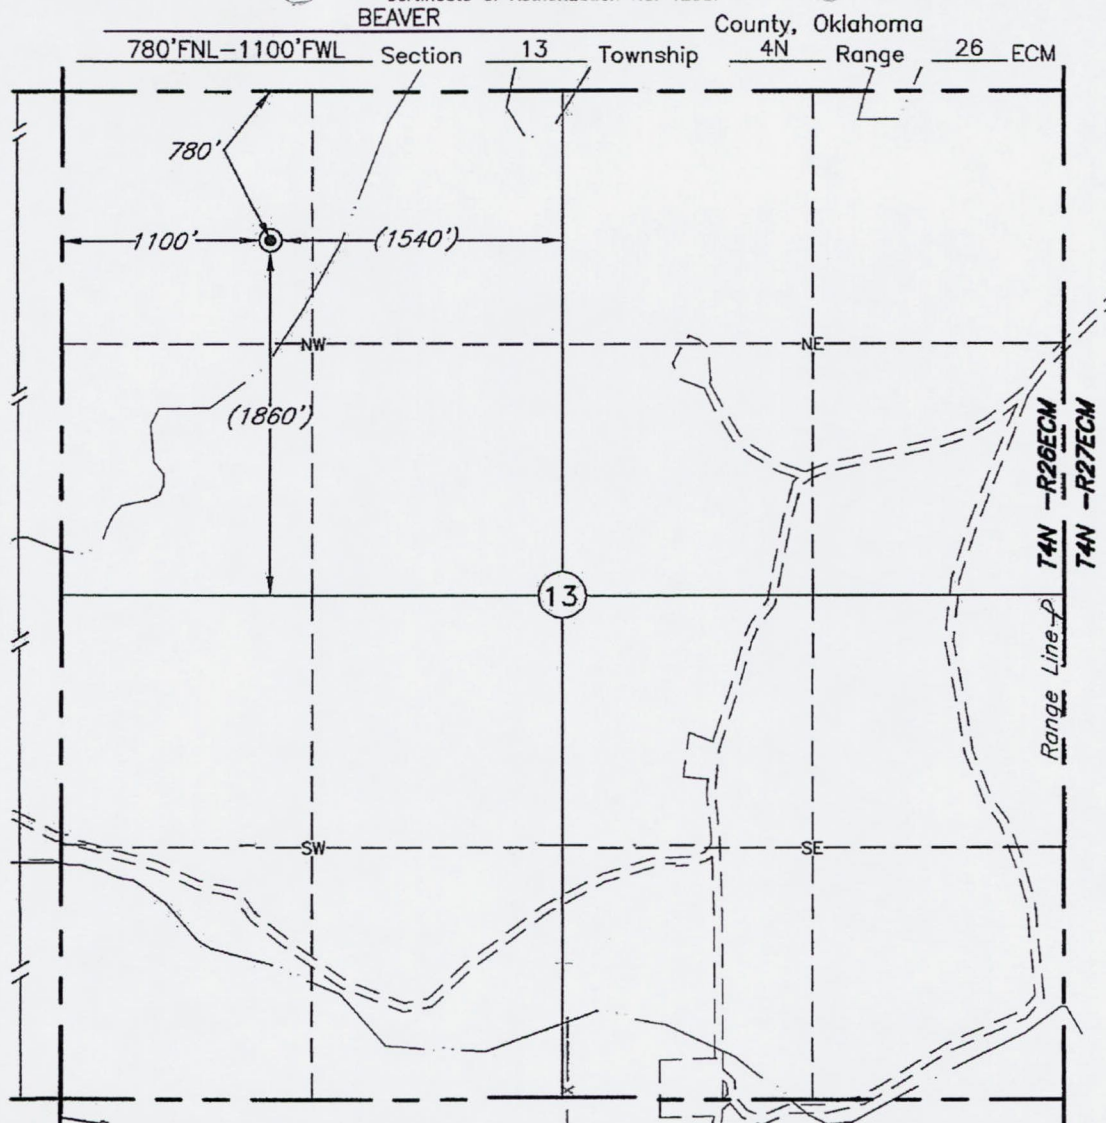 BEAVER County, Oklahoma
780'FNL-1100'FWL Section 13 Township 4N Range 26 ECM
780'
1100' (1540')
NW NE
(1860')
T4N -R26ECM
T4N -R27ECM
13
Range Line
SW SE